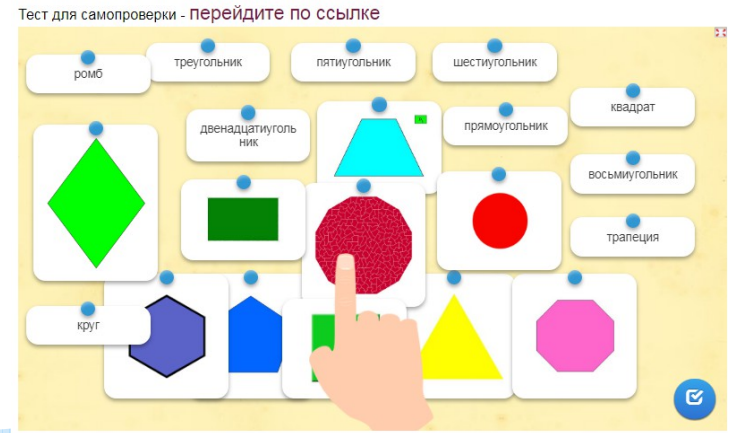 Тест для самопроверки - перейдите по ссылке
ромб
треугольник
пятиугольник
шестиугольник
квадрат
двенадцатиуголь
ник
прямоугольник
восьмиугольник
трапеция
круг